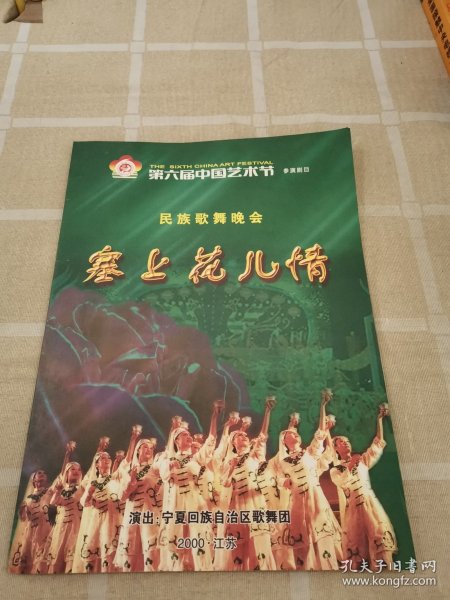 THE SIXTH CHINA ART FESTIVAL
第六届中国艺术节 参演剧目
民族歌舞晚会
塞上花儿情
演出：宁夏回族自治区歌舞团
2000·江苏
孔夫子旧书网
www.kongfz.com